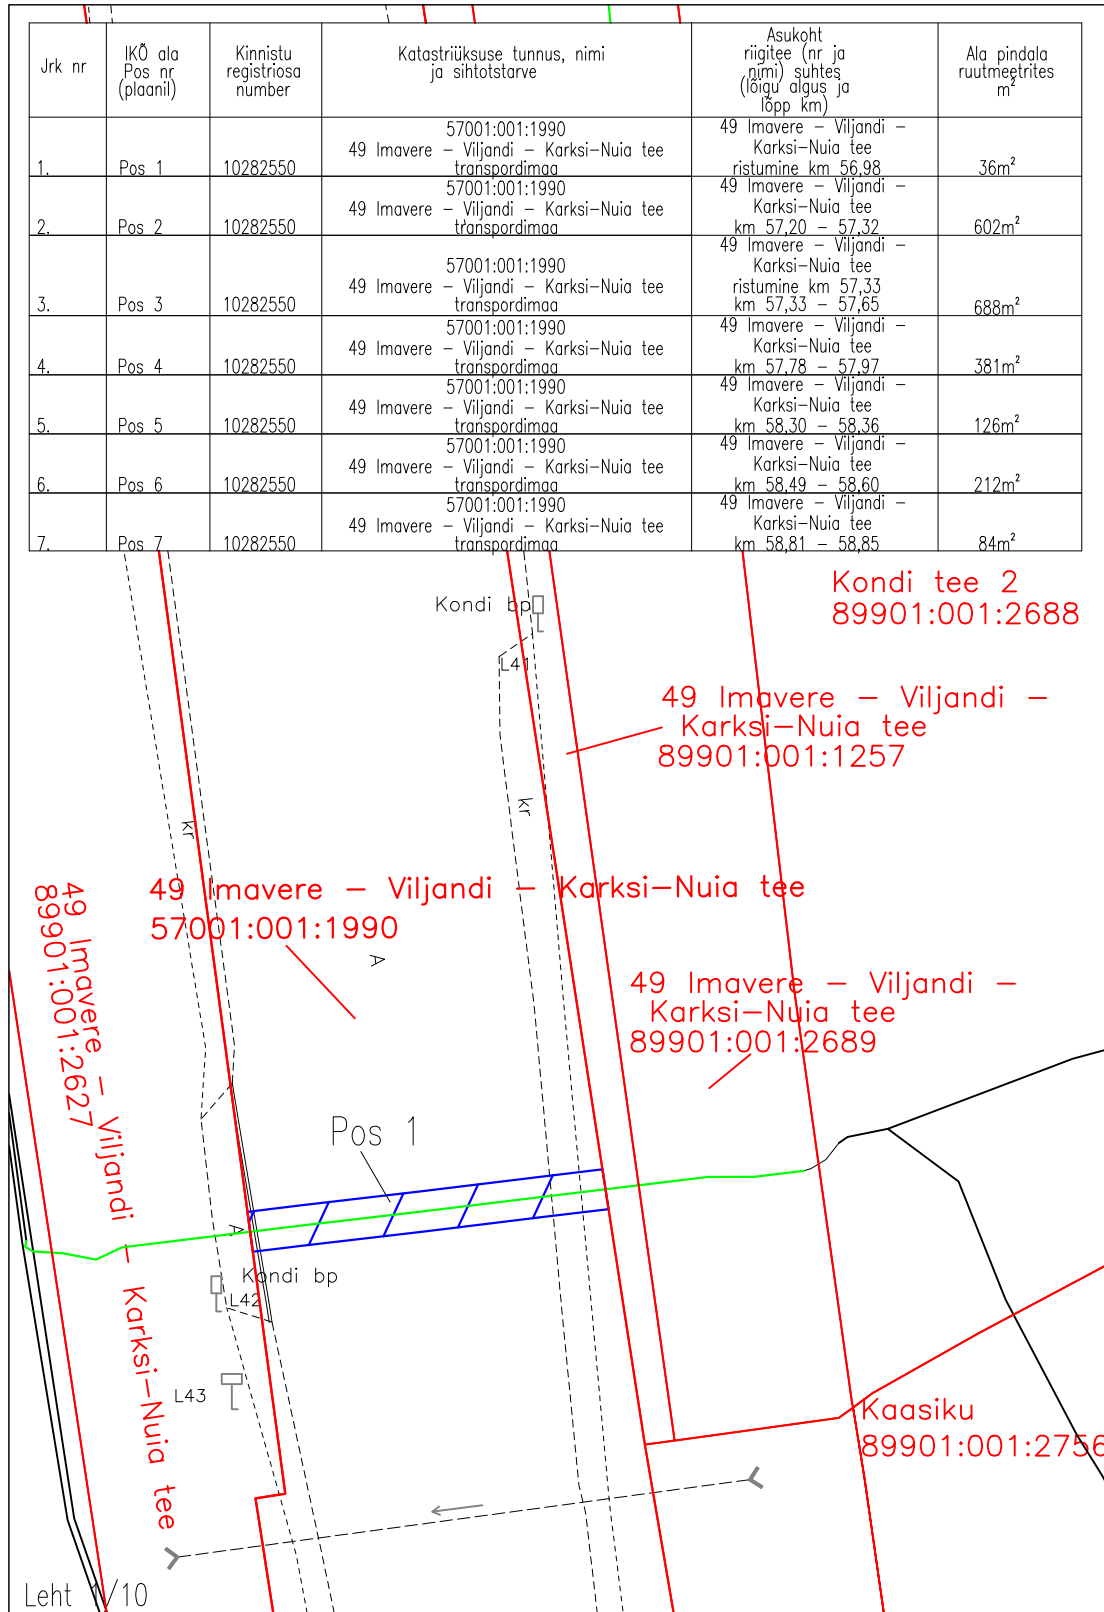 Jrk nr
IKÕ ala
Pos nr
(plaanil)
Kinnistu
registriosa
number
Katastriüksuse tunnus, nimi
ja sihtotstarve
Asukoht
riigitee (nr ja
nimi) suhtes
(lõigu algus ja
lõpp km)
Ala pindala
ruutmeetrites
m²
1.
Pos 1
10282550
57001:001:1990
49 Imavere – Viljandi – Karksi-Nuia tee
transpordimaa
49 Imavere – Viljandi –
Karksi-Nuia tee
ristumine km 56,98
36m²
2.
Pos 2
10282550
57001:001:1990
49 Imavere – Viljandi – Karksi-Nuia tee
transpordimaa
49 Imavere – Viljandi –
Karksi-Nuia tee
km 57,20 – 57,32
602m²
3.
Pos 3
10282550
57001:001:1990
49 Imavere – Viljandi – Karksi-Nuia tee
transpordimaa
49 Imavere – Viljandi –
Karksi-Nuia tee
ristumine km 57,33
km 57,33 – 57,65
688m²
4.
Pos 4
10282550
57001:001:1990
49 Imavere – Viljandi – Karksi-Nuia tee
transpordimaa
49 Imavere – Viljandi –
Karksi-Nuia tee
km 57,78 – 57,97
381m²
5.
Pos 5
10282550
57001:001:1990
49 Imavere – Viljandi – Karksi-Nuia tee
transpordimaa
49 Imavere – Viljandi –
Karksi-Nuia tee
km 58,30 – 58,36
126m²
6.
Pos 6
10282550
57001:001:1990
49 Imavere – Viljandi – Karksi-Nuia tee
transpordimaa
49 Imavere – Viljandi –
Karksi-Nuia tee
km 58,49 – 58,60
212m²
7.
Pos 7
10282550
57001:001:1990
49 Imavere – Viljandi – Karksi-Nuia tee
transpordimaa
49 Imavere – Viljandi –
Karksi-Nuia tee
km 58,81 – 58,85
84m²
Kondi tee 2
89901:001:2688
Kondi bp
L41
49 Imavere – Viljandi –
Karksi-Nuia tee
89901:001:1257
kr
kr
49 Imavere – Viljandi – Karksi-Nuia tee
57001:001:1990
A
49 Imavere – Viljandi – Karksi-Nuia tee
89901:001:2627
49 Imavere – Viljandi –
Karksi-Nuia tee
89901:001:2689
Pos 1
A
Kondi bp
L42
L43
Kaasiku
89901:001:2756
Leht 1/10